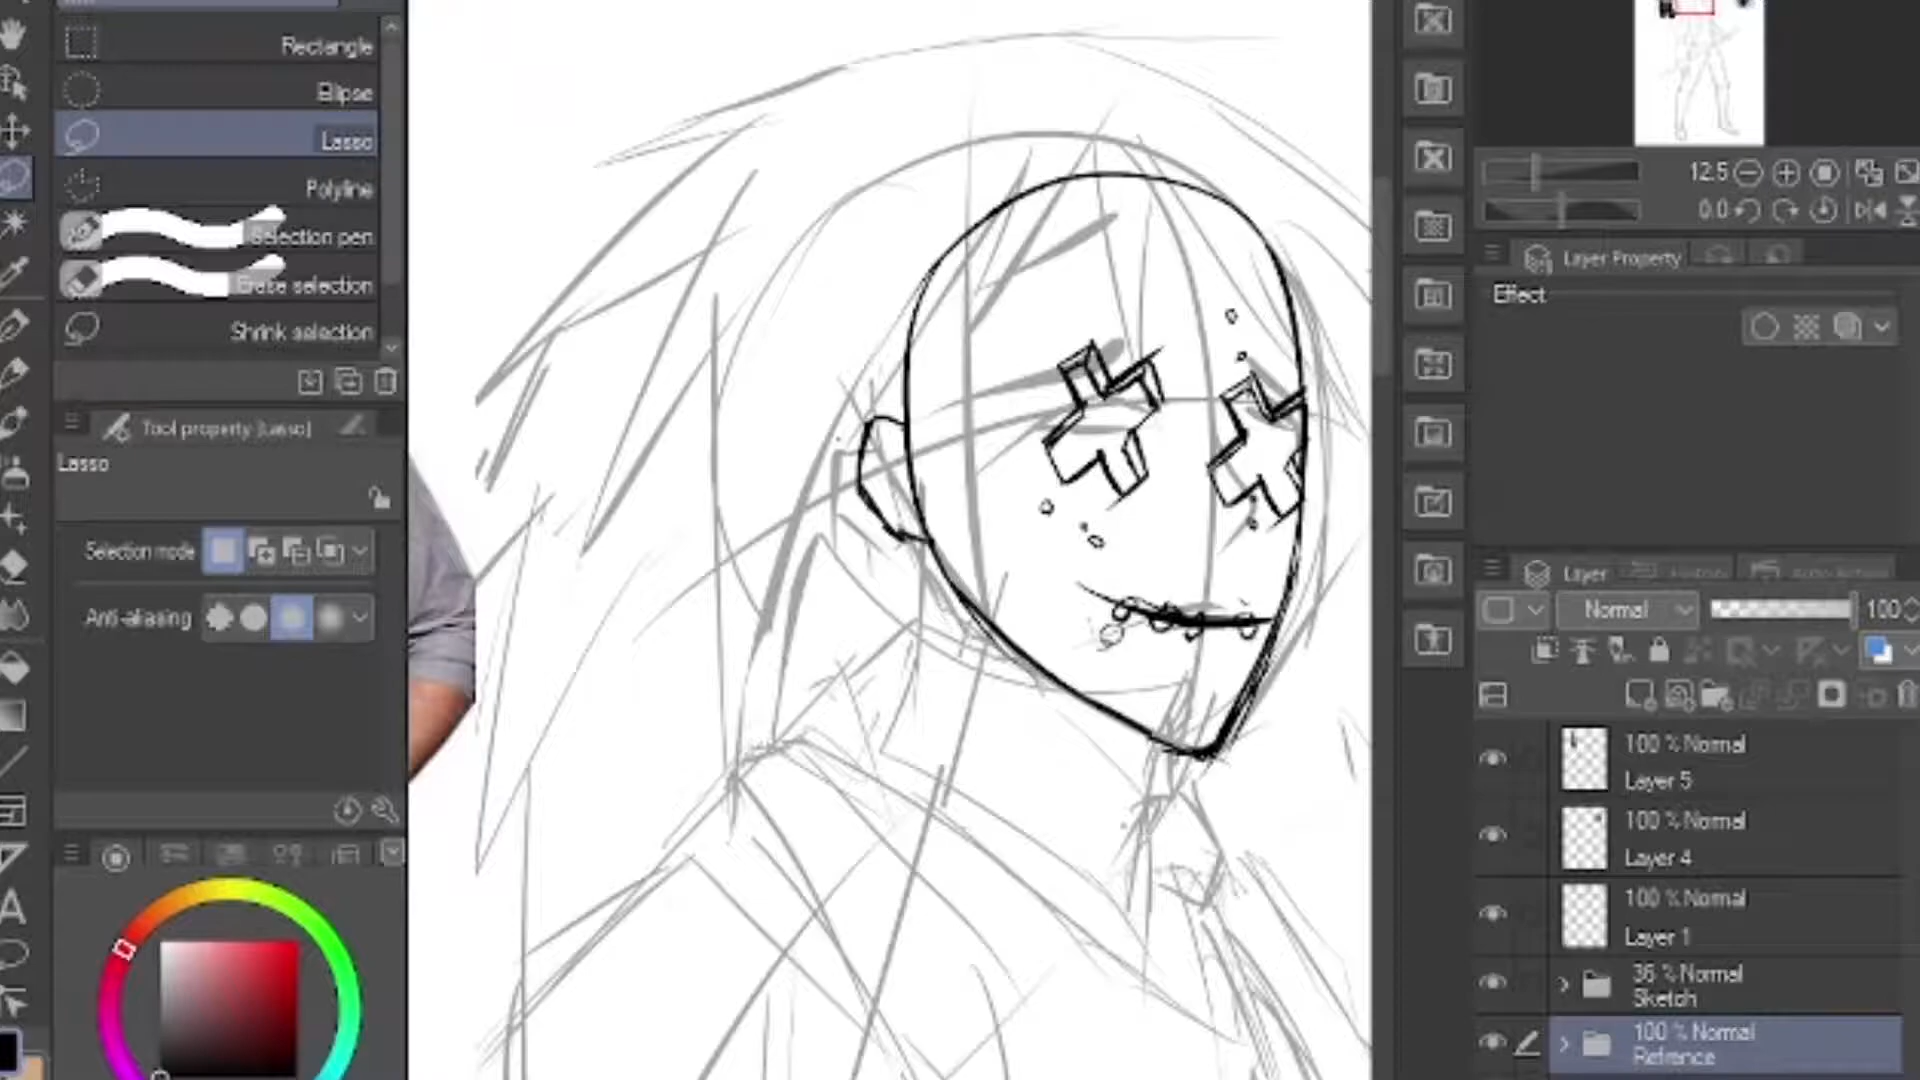 Rectangle
Ellipse
Lasso
Polyline
Selection pen
Erase selection
Shrink selection
Tool property (Lasso)
Lasso
Selection mode
Anti-aliasing
12.5
0.0
Layer Property
Effect
Layer
Normal
100
100 % Normal
Layer 5
100 % Normal
Layer 4
100 % Normal
Layer 1
36 % Normal
Sketch
100 % Normal
Refrence